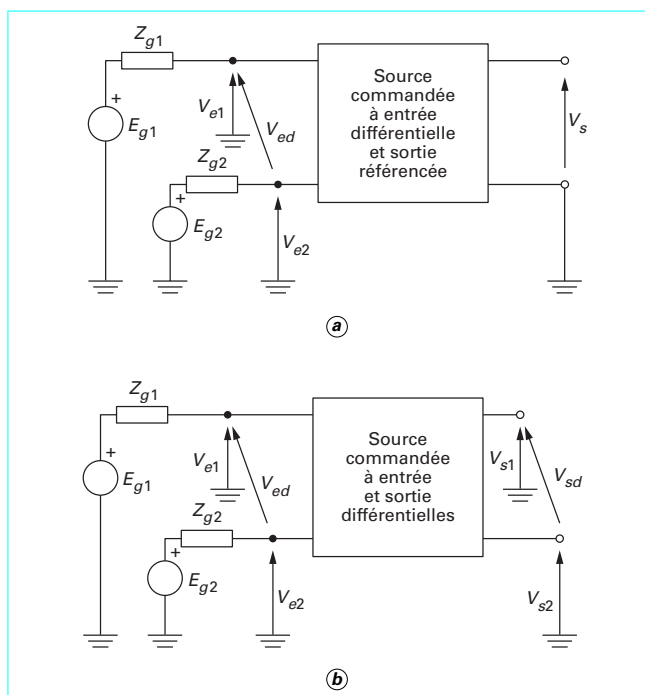 Z_g1
+
E_g1
V_e1
V_ed
Z_g2
+
E_g2
V_e2
Source
commandée
à entrée
différentielle
et sortie
référencée
V_s
a
Z_g1
+
E_g1
V_e1
V_ed
Z_g2
+
E_g2
V_e2
Source
commandée
à entrée
et sortie
différentielles
V_s1
V_sd
V_s2
b